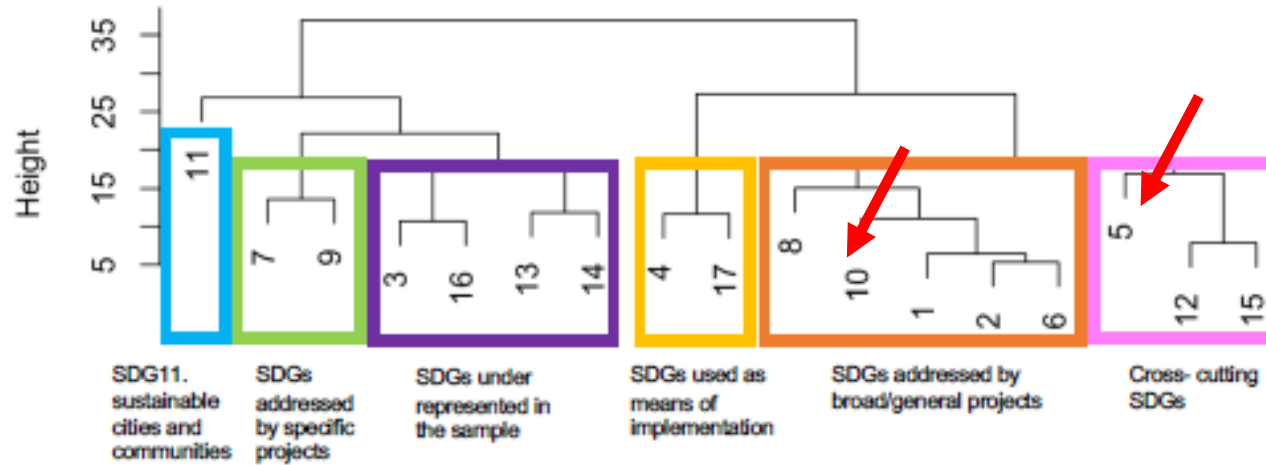 Height
35
25
15
5
11
7
9
3
16
13
14
4
17
8
10
1
2
6
5
12
15
SDG11.
sustainable
cities and
communities
SDGs
addressed
by specific
projects
SDGs under
represented in
the sample
SDGs used as
means of
implementation
SDGs addressed by
broad/general projects
Cross- cutting
SDGs